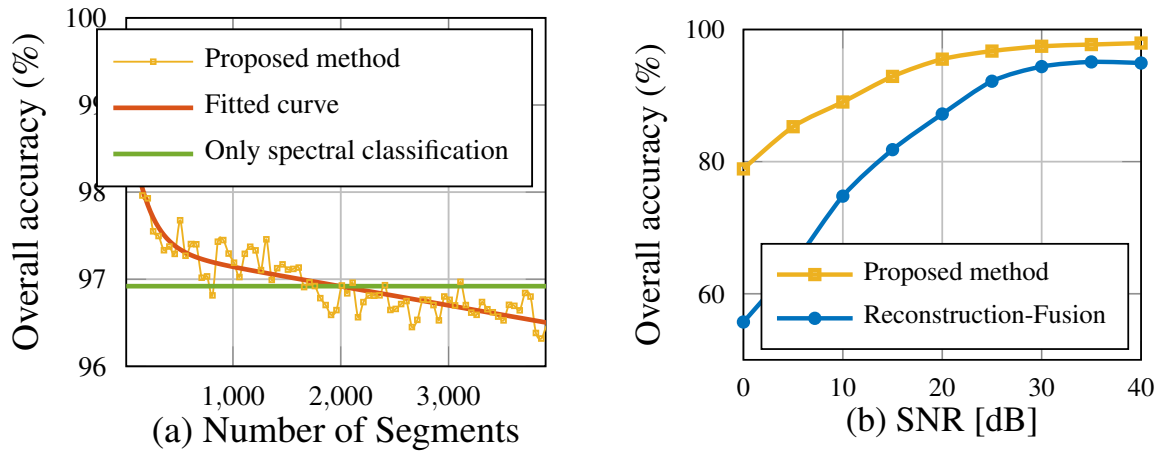 100
98
97
96
Overall accuracy (%)
Proposed method
Fitted curve
Only spectral classification
1,000
2,000
3,000
(a) Number of Segments
100
80
60
Overall accuracy (%)
Proposed method
Reconstruction-Fusion
0
10
20
30
40
(b) SNR [dB]